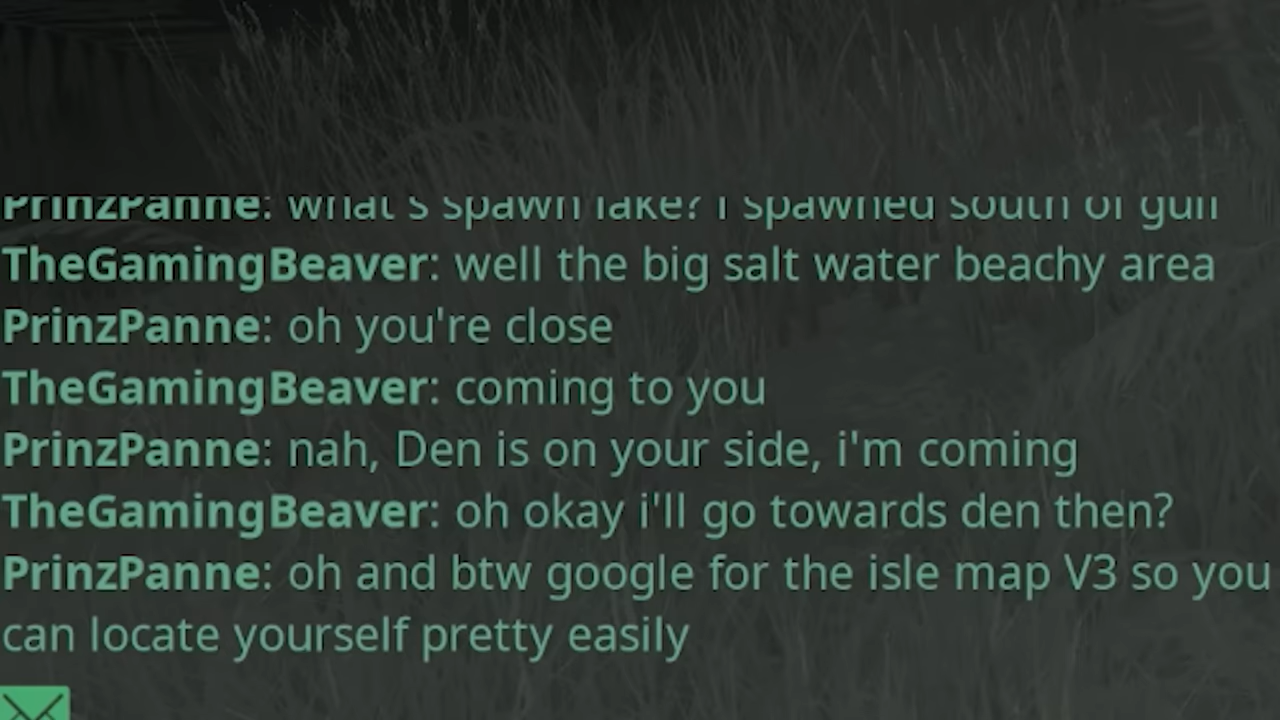 PrinzPanne: what's spawn lake? i spawned south of
TheGamingBeaver: well the big salt water beachy area
PrinzPanne: oh you're close
TheGamingBeaver: coming to you
PrinzPanne: nah, Den is on your side, i'm coming
TheGamingBeaver: oh okay i'll go towards den then?
PrinzPanne: oh and btw google for the isle map V3 so you
can locate yourself pretty easily